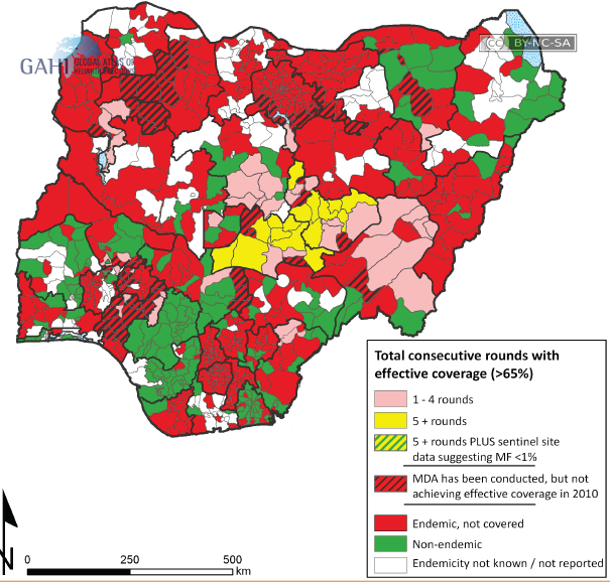 CC BY-NC-SA
GAHI GLOBAL ATLAS OF
HELMINTH INFECTIONS
Total consecutive rounds with
effective coverage (>65%)
1 - 4 rounds
5 + rounds
5 + rounds PLUS sentinel site
data suggesting MF <1%
MDA has been conducted, but not
achieving effective coverage in 2010
Endemic, not covered
Non-endemic
Endemicity not known / not reported
N
0 250 500
km